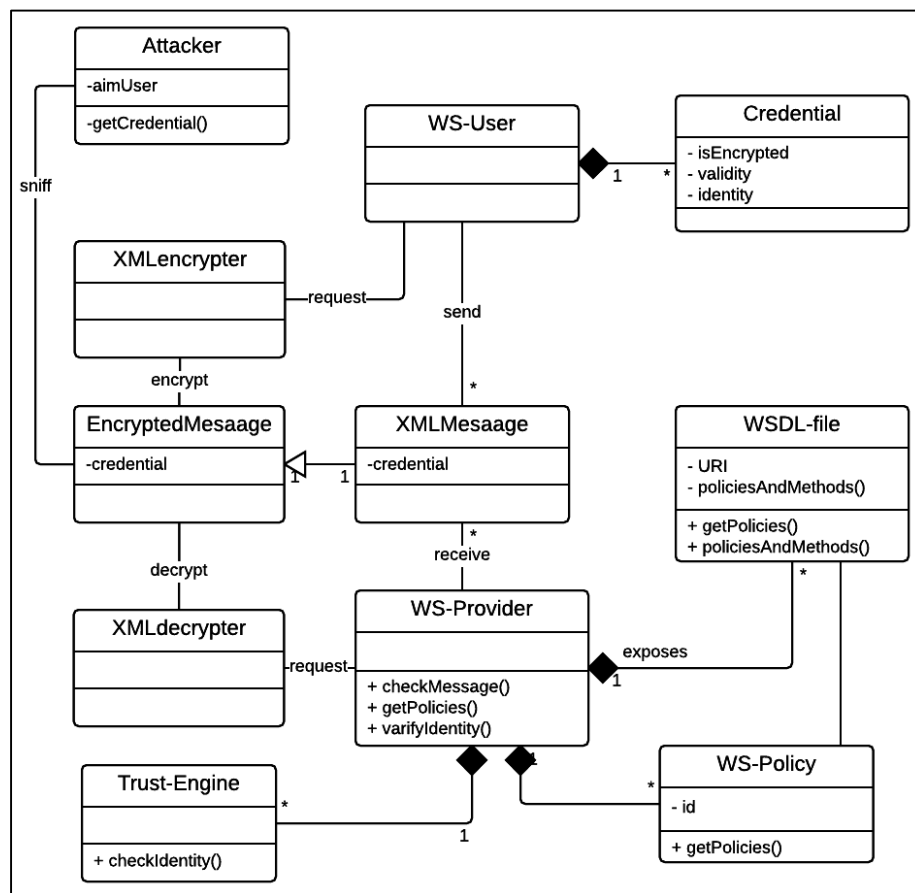 Attacker
-aimUser
-getCredential()
sniff
WS-User
1
*
Credential
- isEncrypted
- validity
- identity
XMLencrypter
request
send
*
encrypt
EncryptedMesaage
-credential
1
1
XMLMesaage
-credential
*
receive
WSDL-file
- URI
- policiesAndMethods()
+ getPolicies()
+ policiesAndMethods()
*
decrypt
XMLdecrypter
request
WS-Provider
+ checkMessage()
+ getPolicies()
+ varifyIdentity()
exposes
1
1
Trust-Engine
+ checkIdentity()
*
1
*
WS-Policy
- id
+ getPolicies()